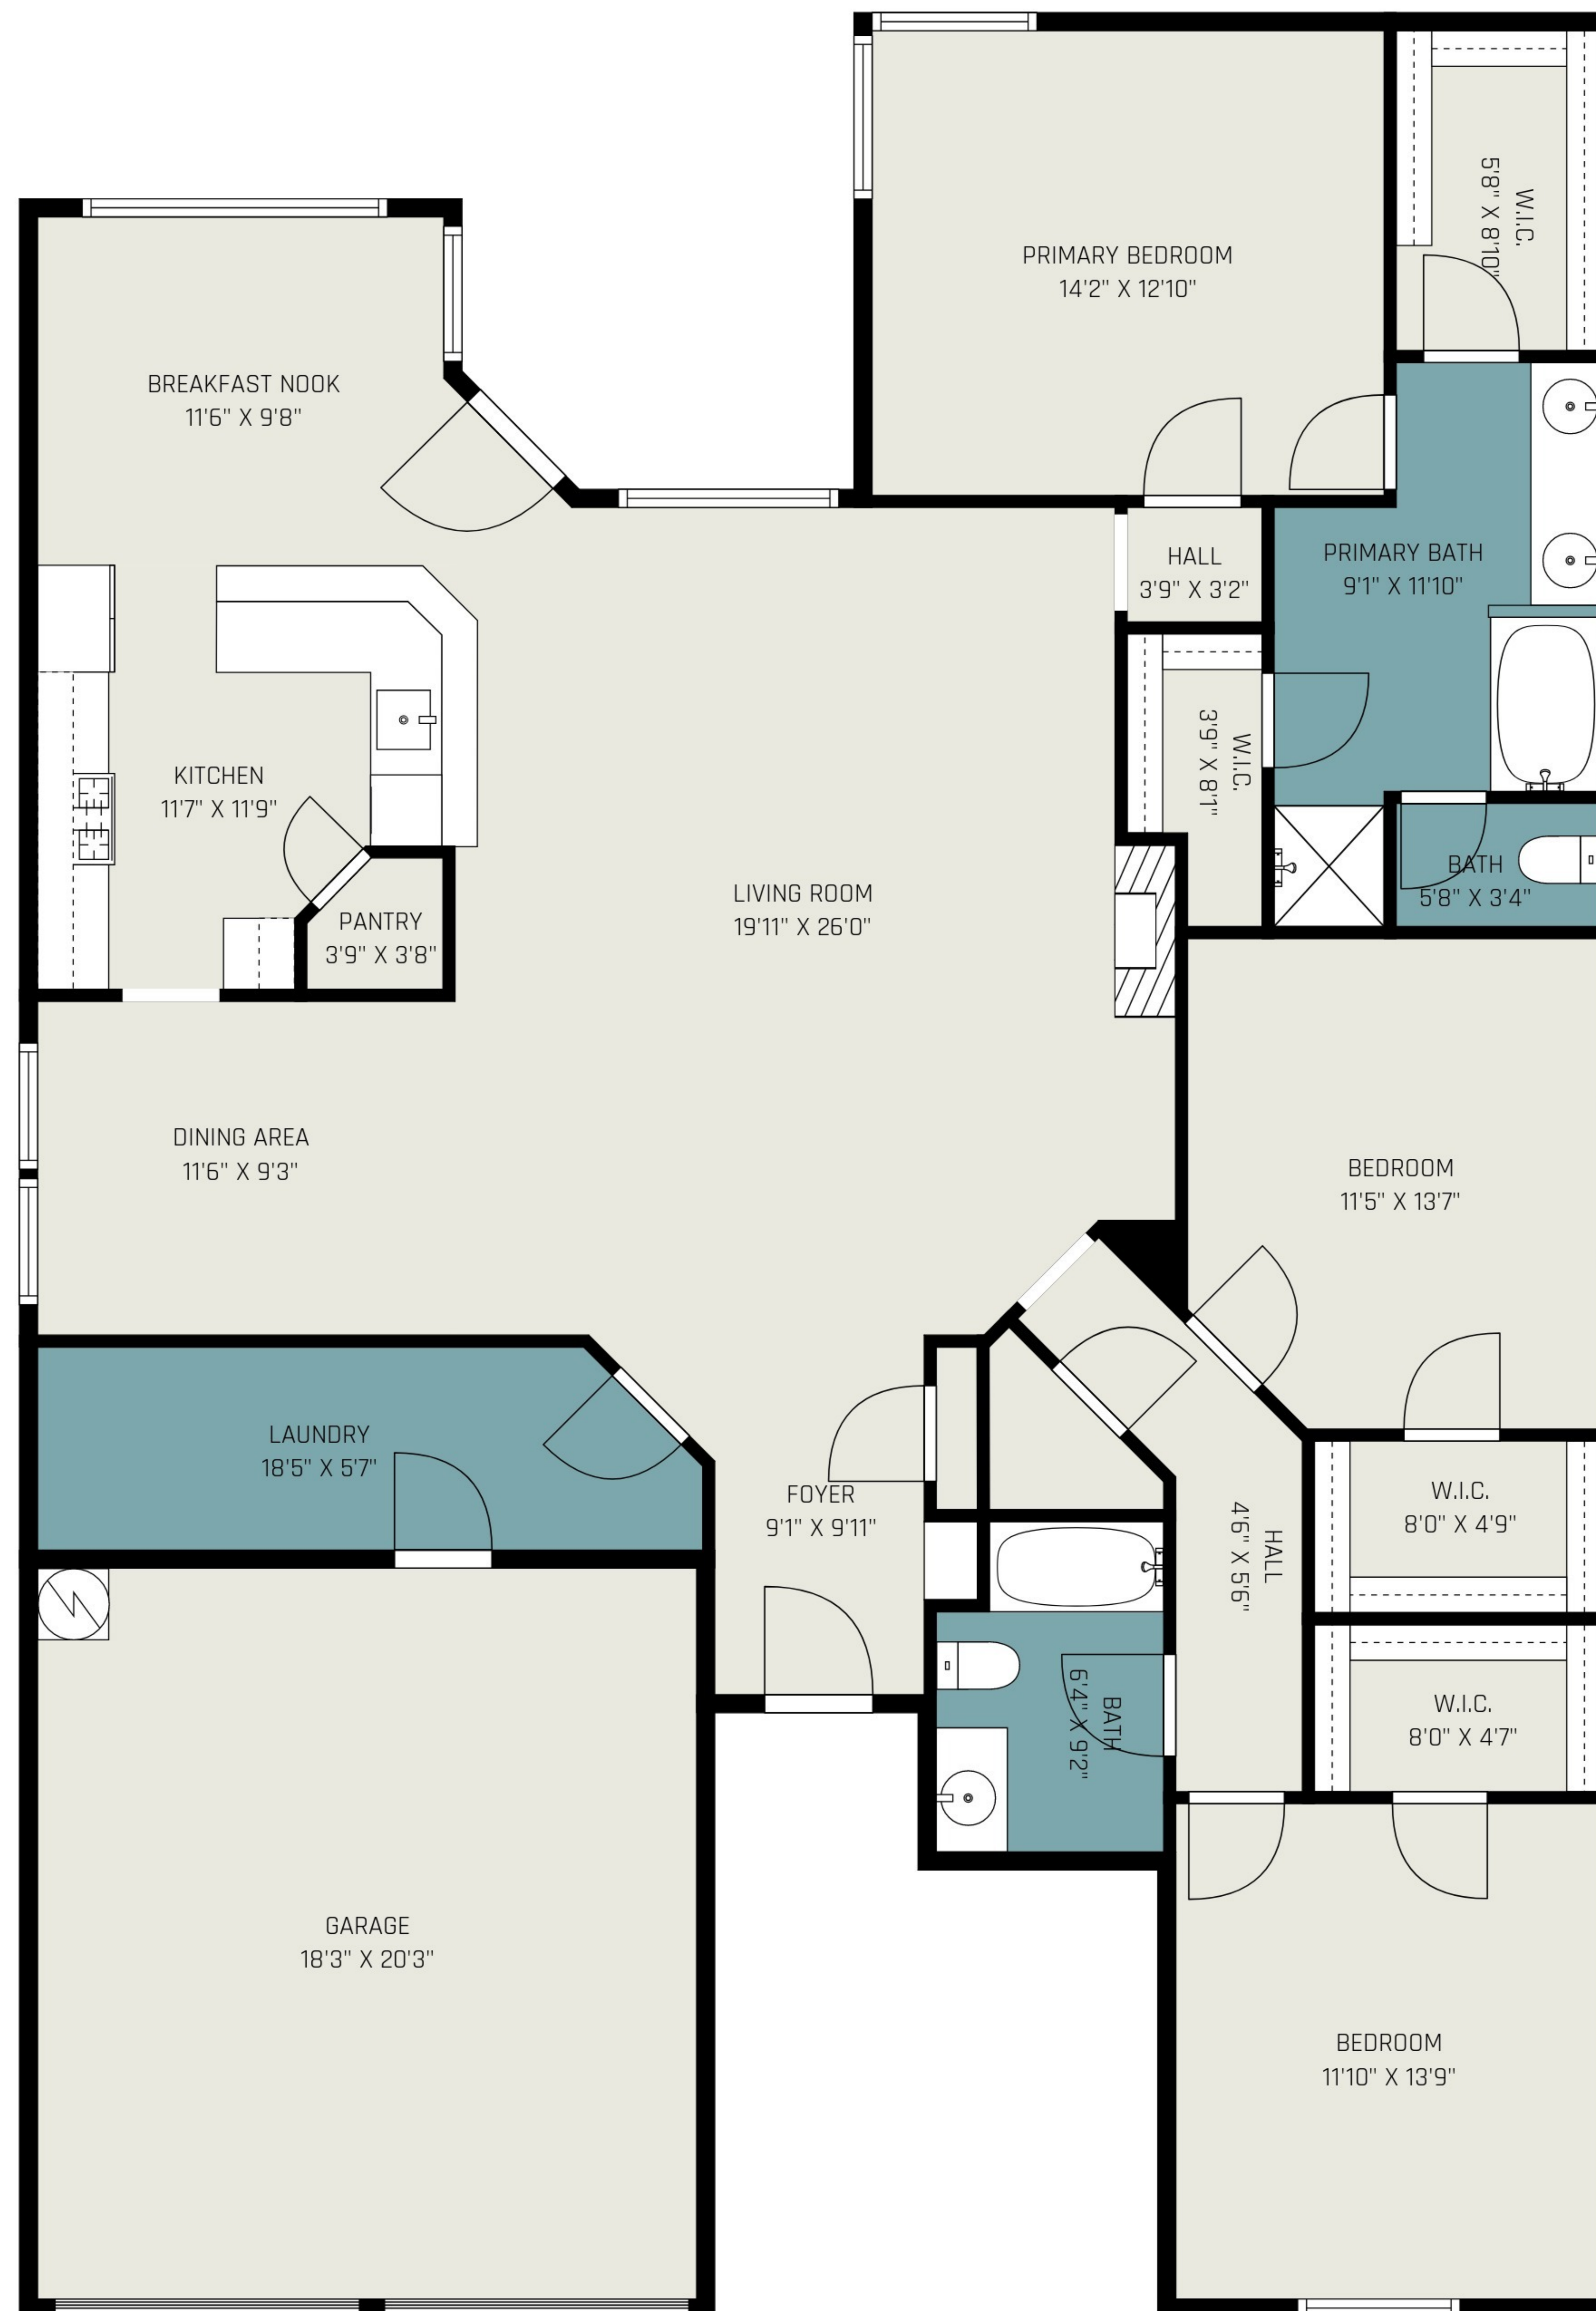 PRIMARY BEDROOM
14'2" X 12'10"
W.I.C.
5'8" X 8'10"
BREAKFAST NOOK
11'6" X 9'8"
HALL
3'9" X 3'2"
PRIMARY BATH
9'1" X 11'10"
W.I.C.
3'9" X 8'1"
KITCHEN
11'7" X 11'9"
PANTRY
3'9" X 3'8"
LIVING ROOM
19'11" X 26'0"
BATH
5'8" X 3'4"
DINING AREA
11'6" X 9'3"
BEDROOM
11'5" X 13'7"
LAUNDRY
18'5" X 5'7"
FOYER
9'1" X 9'11"
HALL
4'6" X 5'6"
W.I.C.
8'0" X 4'9"
BATH
6'4" X 9'2"
W.I.C.
8'0" X 4'7"
GARAGE
18'3" X 20'3"
BEDROOM
11'10" X 13'9"